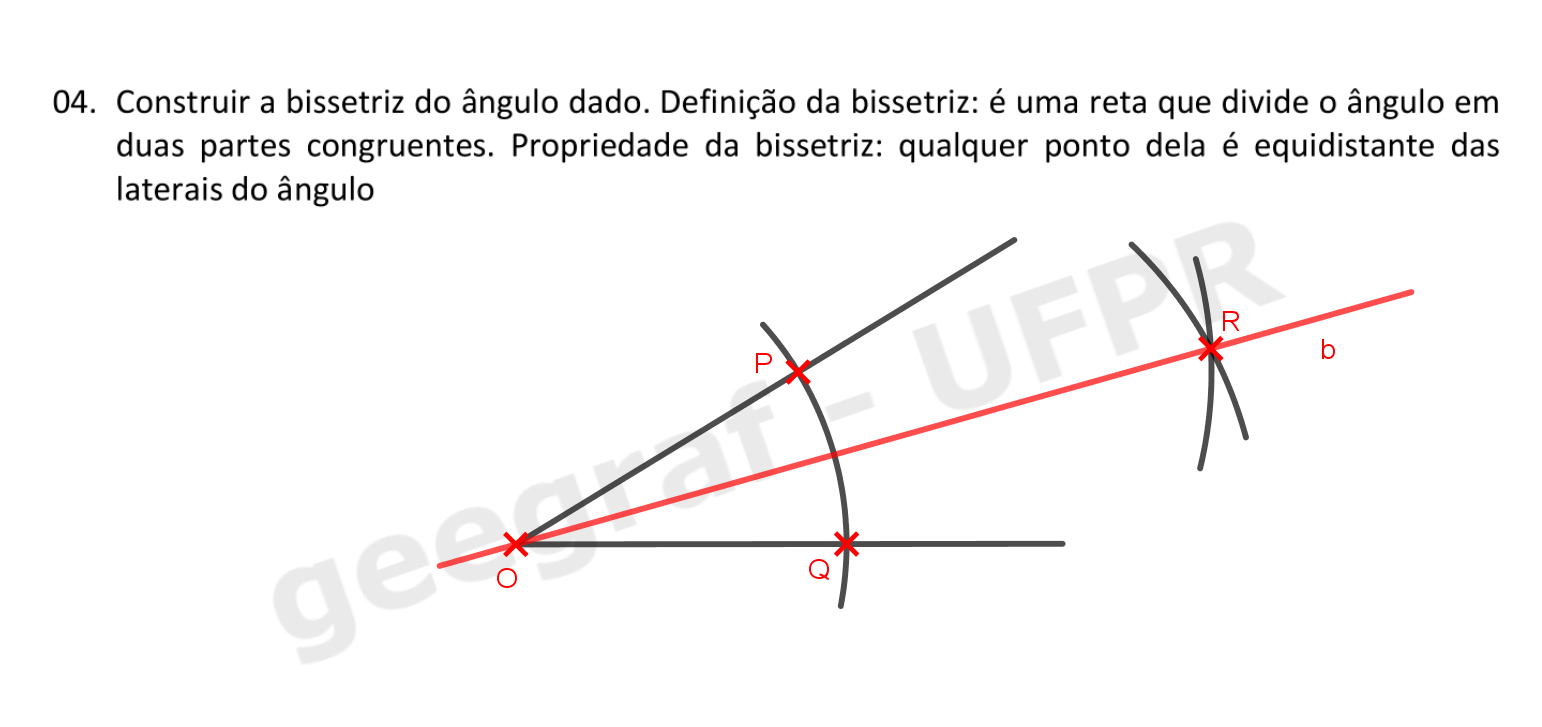 04. Construir a bissetriz do ângulo dado. Definição da bissetriz: é uma reta que divide o ângulo em
duas partes congruentes. Propriedade da bissetriz: qualquer ponto dela é equidistante das
laterais do ângulo
R
b
P
Q
O
geegraf - UFPR